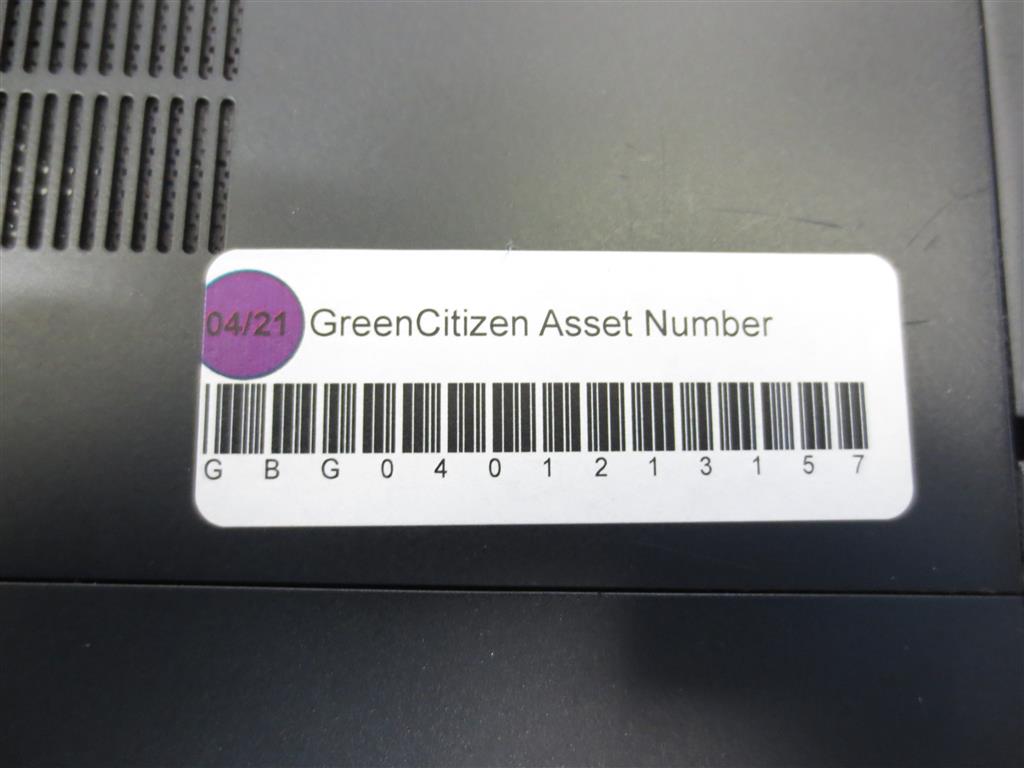 04/21 GreenCitizen Asset Number
G B G 0 4 0 1 2 1 3 1 5 7